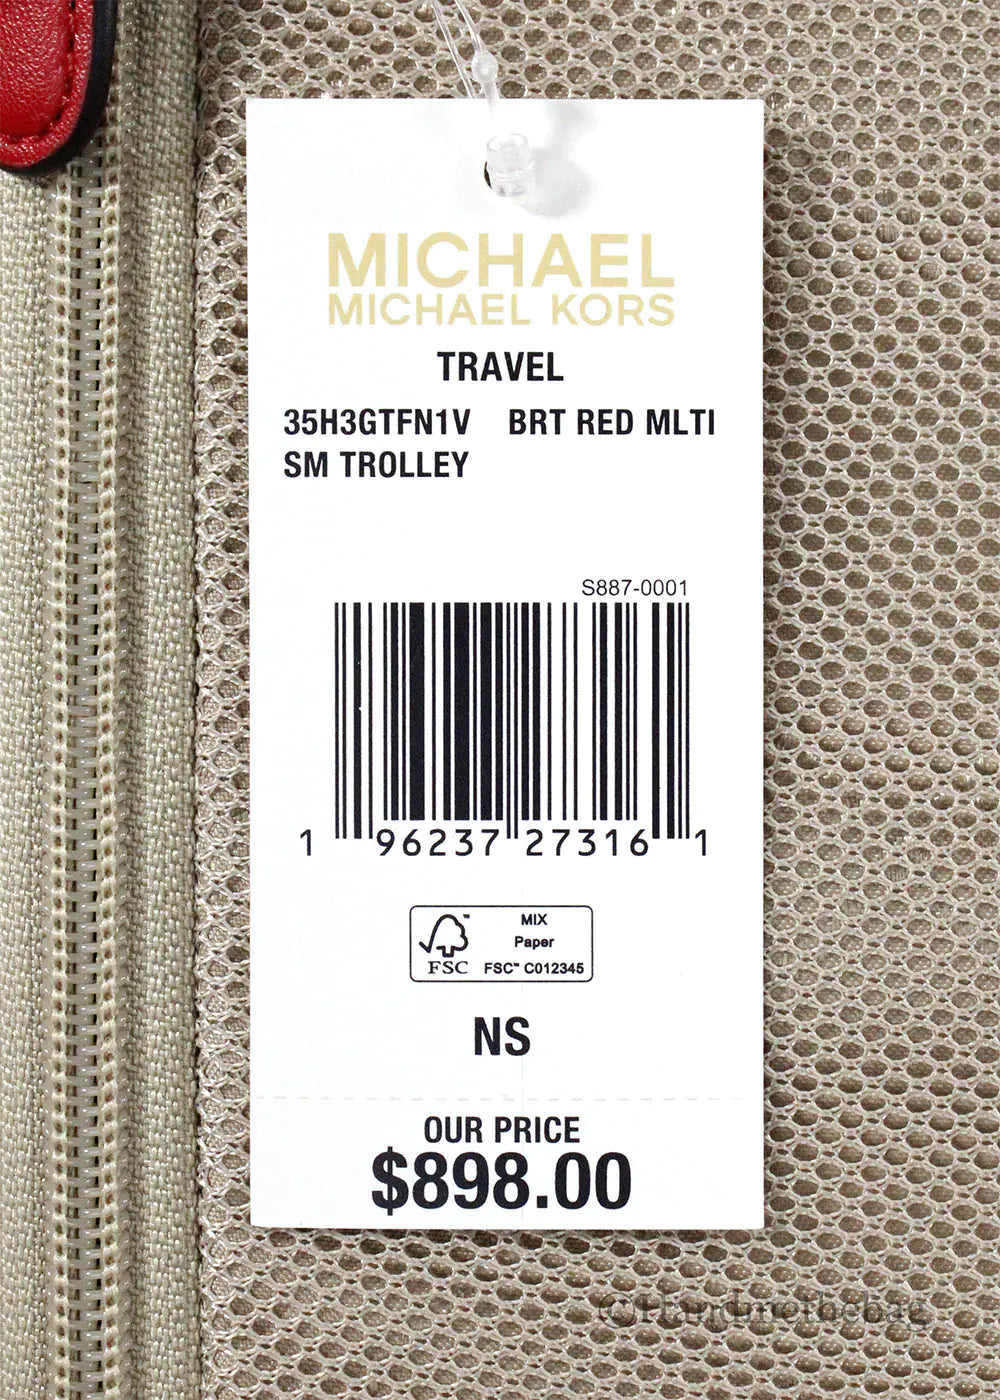 MICHAEL
MICHAEL KORS
TRAVEL
35H3GTFN1V BRT RED MLTI
SM TROLLEY
S887-0001
1 96237 27316 1
MIX
Paper
FSC™ C012345
FSC
NS
OUR PRICE
$898.00
©Handmethebag